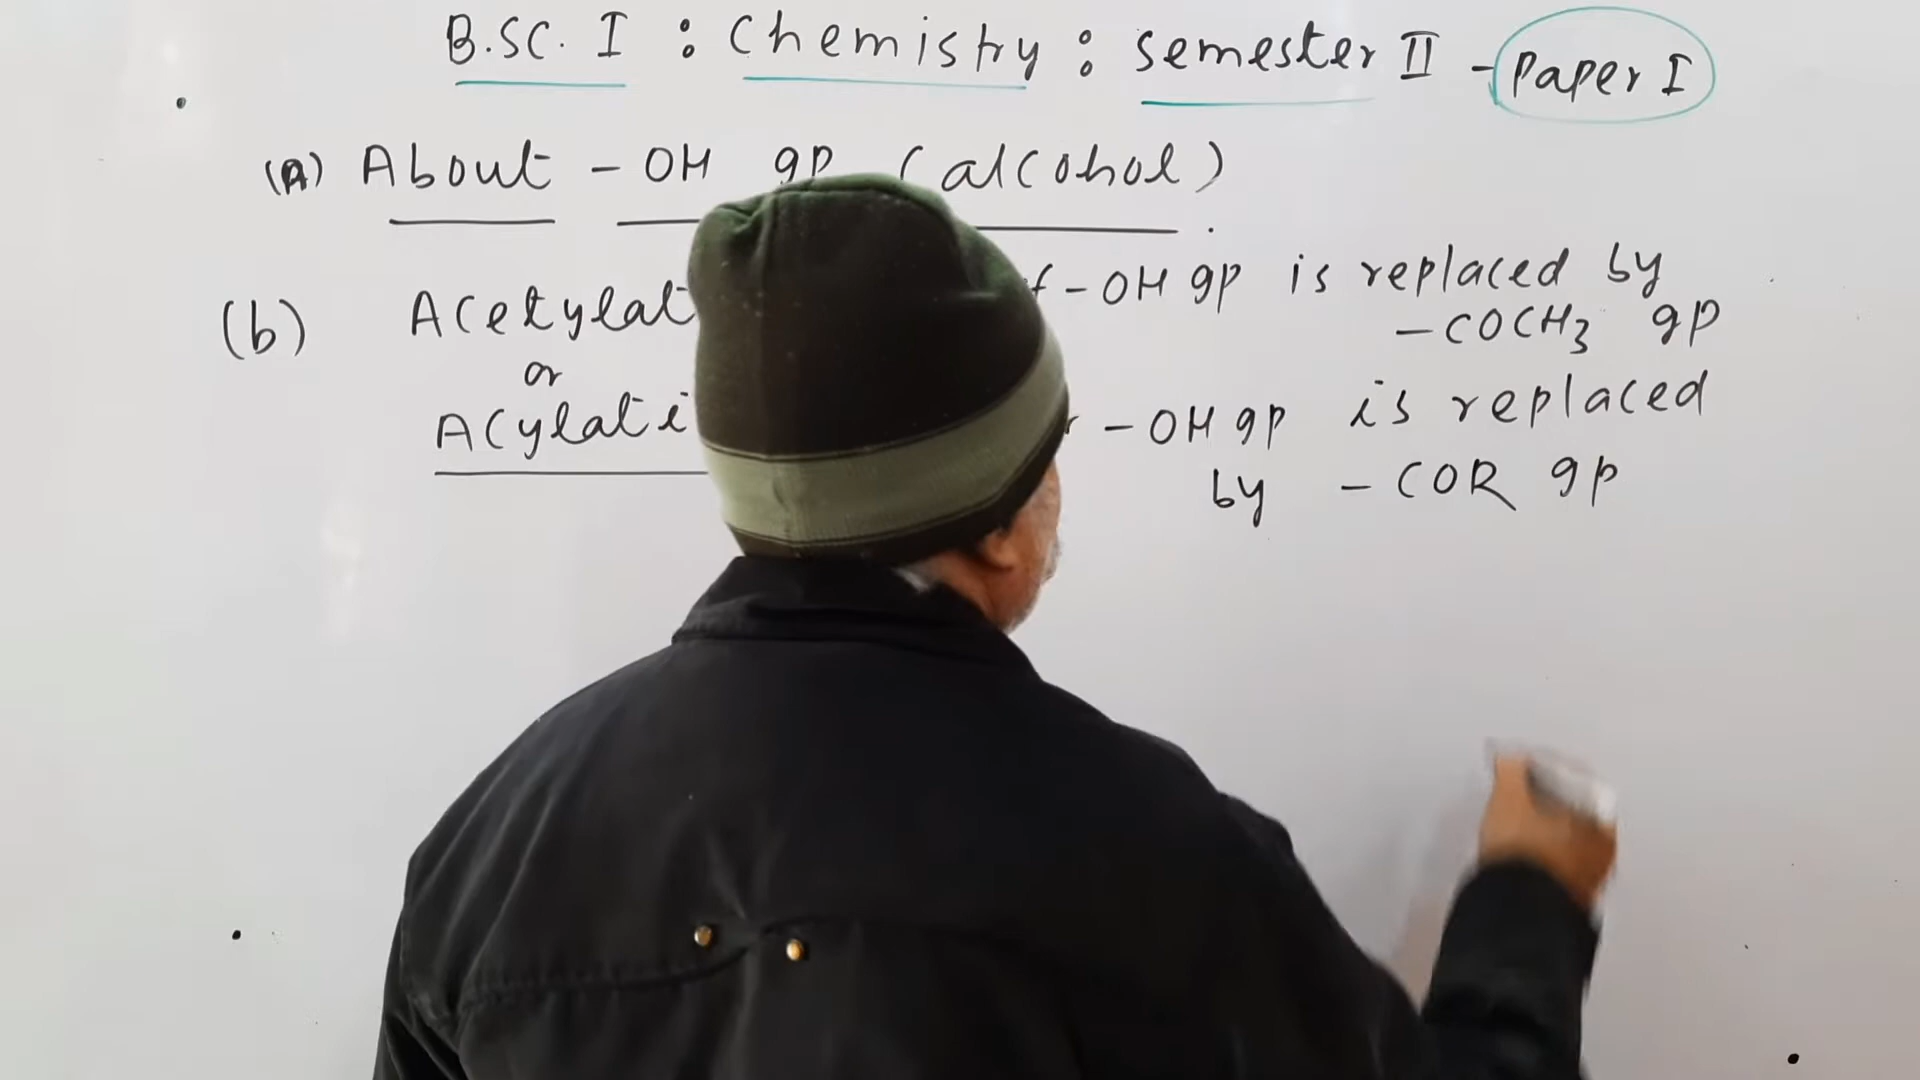 B.SC. I : Chemistry : semester II - Paper I
(A) About - OH gp (alcohol)
(b) Acetylat - OH gp is replaced by
- COCH3 gp
or
Acylati - OH gp is replaced
by - COR gp